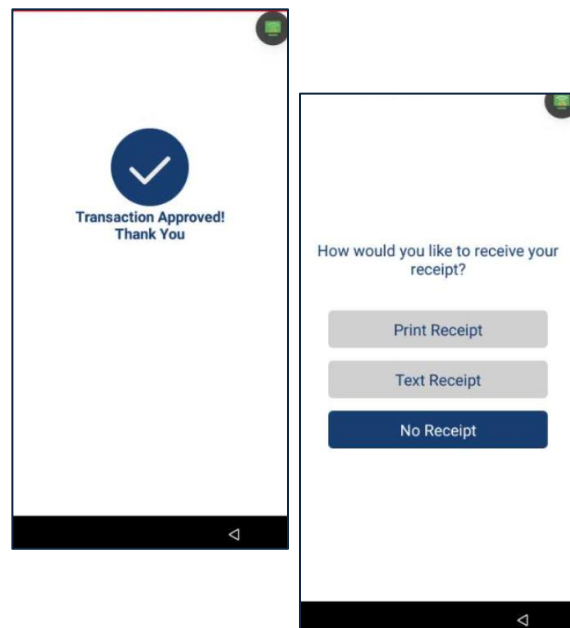 Transaction Approved!
Thank You
How would you like to receive your
receipt?
Print Receipt
Text Receipt
No Receipt